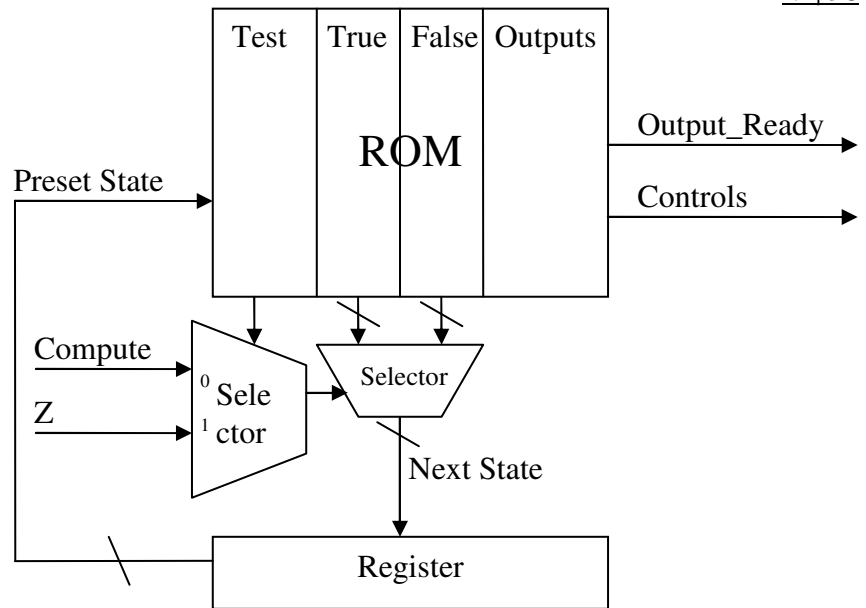 Test True False Outputs
ROM
Output_Ready
Preset State
Controls
Compute
0
Sele
Selector
Z
1
ctor
Next State
Register